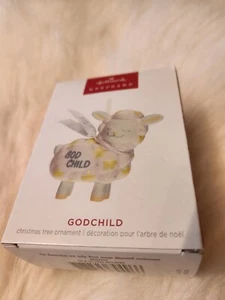 Hallmark
KEEPSAKE
GOD
CHILD
GODCHILD
christmas tree ornament | décoration pour l'arbre de noël